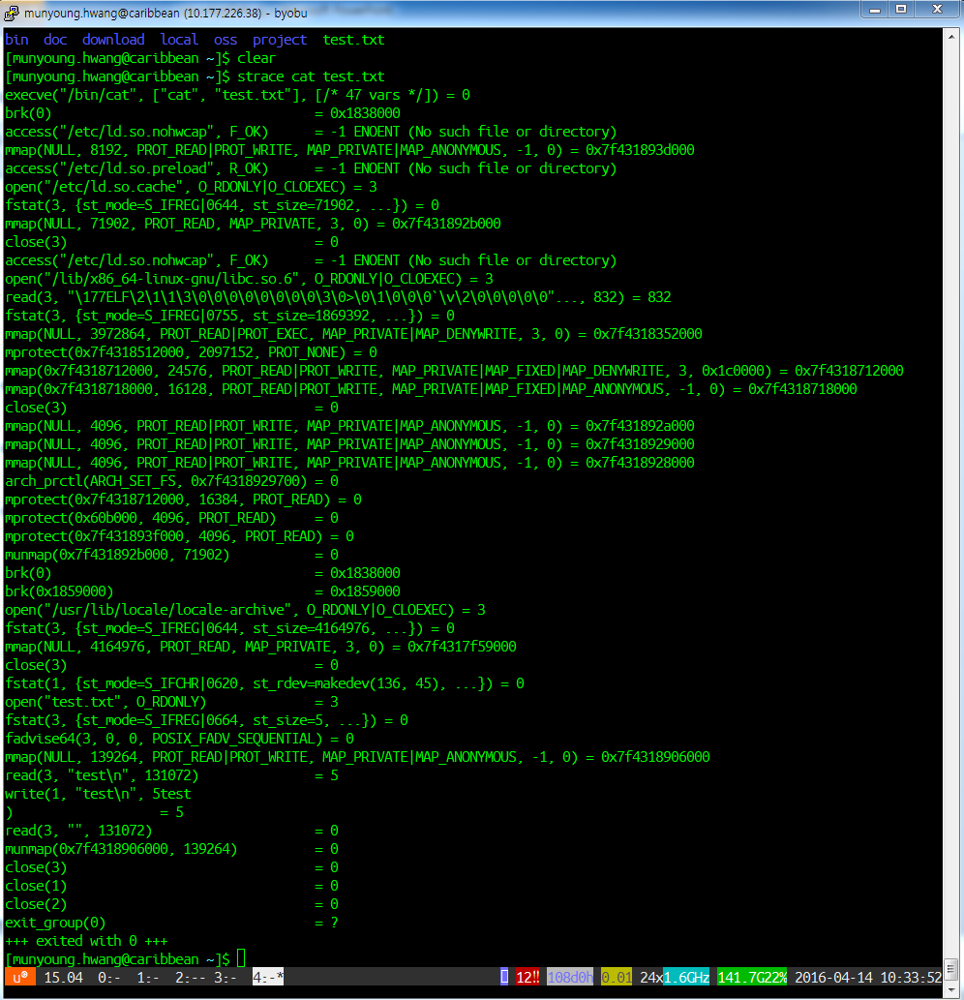 munyoung.hwang@caribbean (10.177.226.38) - byobu
bin  doc  download  local  oss  project  test.txt
[munyoung.hwang@caribbean ~]$ clear
[munyoung.hwang@caribbean ~]$ strace cat test.txt
execve("/bin/cat", ["cat", "test.txt"], [/* 47 vars */]) = 0
brk(0)                                  = 0x1838000
access("/etc/ld.so.nohwcap", F_OK)      = -1 ENOENT (No such file or directory)
mmap(NULL, 8192, PROT_READ|PROT_WRITE, MAP_PRIVATE|MAP_ANONYMOUS, -1, 0) = 0x7f431893d000
access("/etc/ld.so.preload", R_OK)      = -1 ENOENT (No such file or directory)
open("/etc/ld.so.cache", O_RDONLY|O_CLOEXEC) = 3
fstat(3, {st_mode=S_IFREG|0644, st_size=71902, ...}) = 0
mmap(NULL, 71902, PROT_READ, MAP_PRIVATE, 3, 0) = 0x7f431892b000
close(3)                                = 0
access("/etc/ld.so.nohwcap", F_OK)      = -1 ENOENT (No such file or directory)
open("/lib/x86_64-linux-gnu/libc.so.6", O_RDONLY|O_CLOEXEC) = 3
read(3, "\177ELF\2\1\1\3\0\0\0\0\0\0\0\0\3\0>\0\1\0\0\0`\v\2\0\0\0\0\0"..., 832) = 832
fstat(3, {st_mode=S_IFREG|0755, st_size=1869392, ...}) = 0
mmap(NULL, 3972864, PROT_READ|PROT_EXEC, MAP_PRIVATE|MAP_DENYWRITE, 3, 0) = 0x7f4318352000
mprotect(0x7f4318512000, 2097152, PROT_NONE) = 0
mmap(0x7f4318712000, 24576, PROT_READ|PROT_WRITE, MAP_PRIVATE|MAP_FIXED|MAP_DENYWRITE, 3, 0x1c0000) = 0x7f4318712000
mmap(0x7f4318718000, 16128, PROT_READ|PROT_WRITE, MAP_PRIVATE|MAP_FIXED|MAP_ANONYMOUS, -1, 0) = 0x7f4318718000
close(3)                                = 0
mmap(NULL, 4096, PROT_READ|PROT_WRITE, MAP_PRIVATE|MAP_ANONYMOUS, -1, 0) = 0x7f431892a000
mmap(NULL, 4096, PROT_READ|PROT_WRITE, MAP_PRIVATE|MAP_ANONYMOUS, -1, 0) = 0x7f4318929000
mmap(NULL, 4096, PROT_READ|PROT_WRITE, MAP_PRIVATE|MAP_ANONYMOUS, -1, 0) = 0x7f4318928000
arch_prctl(ARCH_SET_FS, 0x7f4318929700) = 0
mprotect(0x7f4318712000, 16384, PROT_READ) = 0
mprotect(0x60b000, 4096, PROT_READ)     = 0
mprotect(0x7f431893f000, 4096, PROT_READ) = 0
munmap(0x7f431892b000, 71902)           = 0
brk(0)                                  = 0x1838000
brk(0x1859000)                          = 0x1859000
open("/usr/lib/locale/locale-archive", O_RDONLY|O_CLOEXEC) = 3
fstat(3, {st_mode=S_IFREG|0644, st_size=4164976, ...}) = 0
mmap(NULL, 4164976, PROT_READ, MAP_PRIVATE, 3, 0) = 0x7f4317f59000
close(3)                                = 0
fstat(1, {st_mode=S_IFCHR|0620, st_rdev=makedev(136, 45), ...}) = 0
open("test.txt", O_RDONLY)              = 3
fstat(3, {st_mode=S_IFREG|0664, st_size=5, ...}) = 0
fadvise64(3, 0, 0, POSIX_FADV_SEQUENTIAL) = 0
mmap(NULL, 139264, PROT_READ|PROT_WRITE, MAP_PRIVATE|MAP_ANONYMOUS, -1, 0) = 0x7f4318906000
read(3, "test\n", 131072)               = 5
write(1, "test\n", 5test
)                   = 5
read(3, "", 131072)                     = 0
munmap(0x7f4318906000, 139264)          = 0
close(3)                                = 0
close(1)                                = 0
close(2)                                = 0
exit_group(0)                           = ?
+++ exited with 0 +++
[munyoung.hwang@caribbean ~]$
u® 15.04 0:- 1:- 2:-- 3:- 4:-* 12!! 108d0h 0.01 24x1.6GHz 141.7G22% 2016-04-14 10:33:52